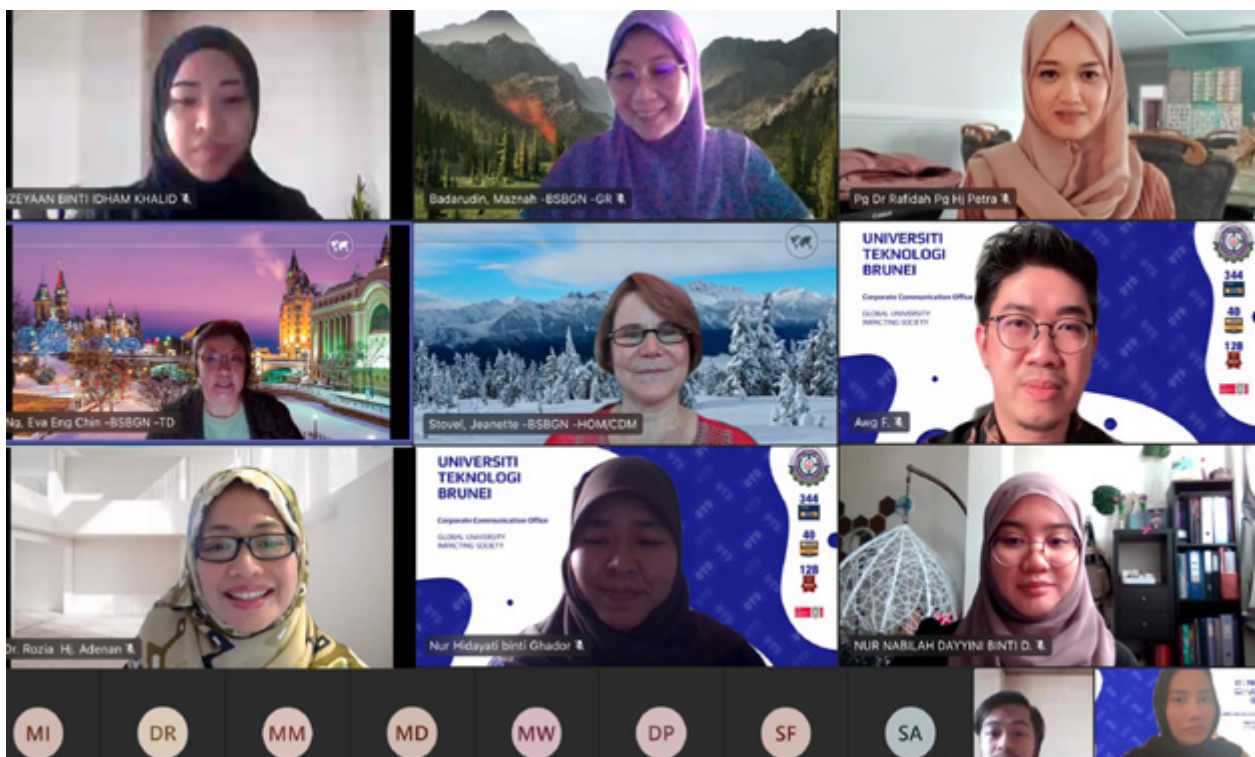 ZEYAAN BINTI IDHAM KHALID
Badarudin, Maznah -BSBGN -GR
Pg Dr Rafidah Pg Hj Petra
Ng, Eva Eng Chin -BSBGN -TD
Stovel, Jeanette -BSBGN -HOM/CDM
UNIVERSITI
TEKNOLOGI
BRUNEI
Corporate Communication Office
GLOBAL UNIVERSITY
IMPACTING SOCIETY
344
40
128
Awg F.
Dr. Rozia Hj. Adenan
UNIVERSITI
TEKNOLOGI
BRUNEI
Corporate Communication Office
GLOBAL UNIVERSITY
IMPACTING SOCIETY
344
40
128
Nur Hidayati binti Ghador
NUR NABILAH DAYYINI BINTI D.
MI
DR
MM
MD
MW
DP
SF
SA